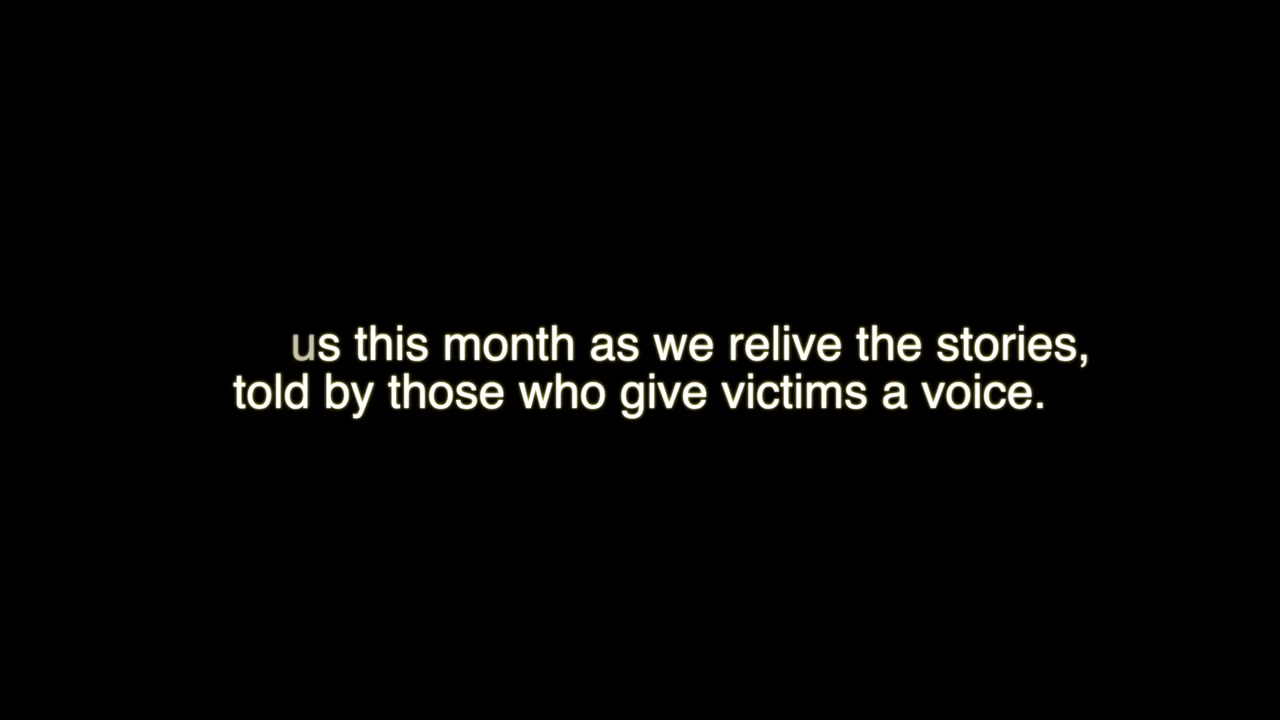 us this month as we relive the stories,
told by those who give victims a voice.